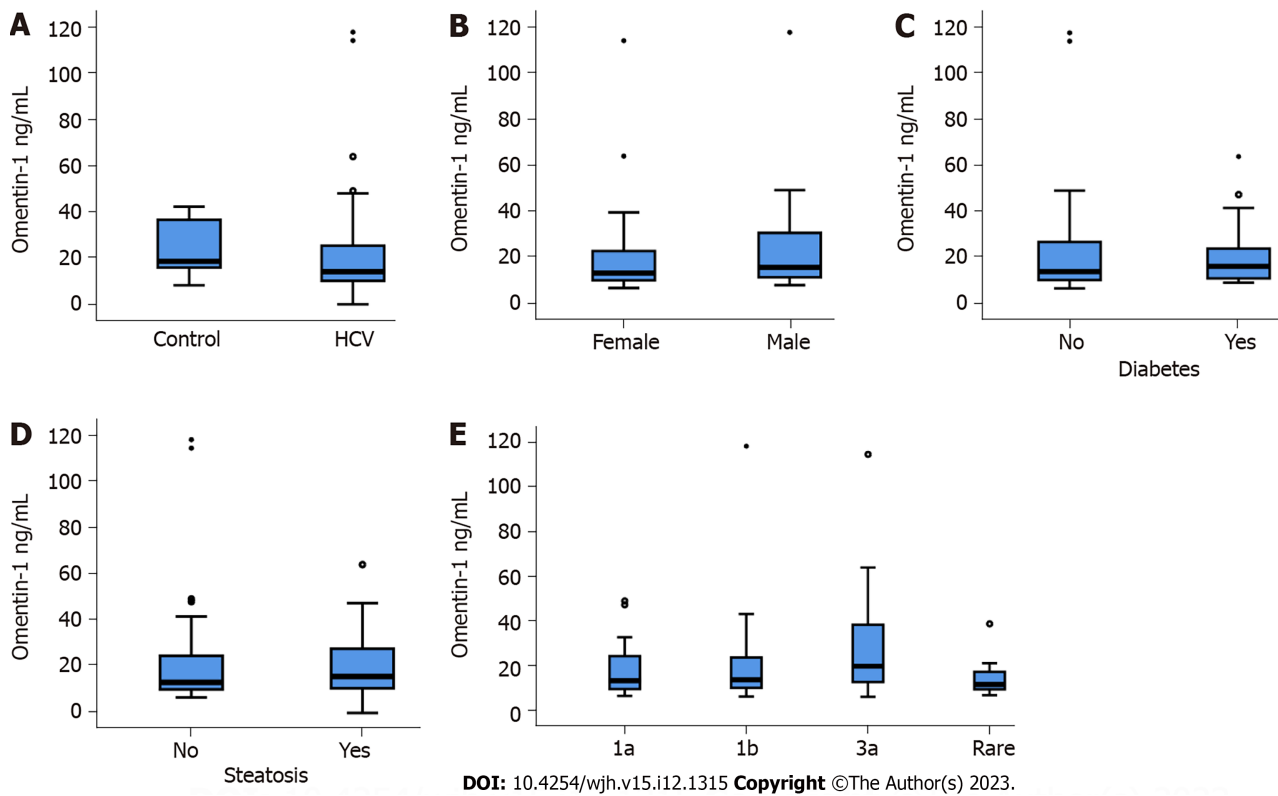 A
Omentin-1 ng/mL
120
100
80
60
40
20
0
Control HCV
B
Omentin-1 ng/mL
120
100
80
60
40
20
0
Female Male
C
Omentin-1 ng/mL
120
100
80
60
40
20
0
No Yes
Diabetes
D
Omentin-1 ng/mL
120
100
80
60
40
20
0
No Yes
Steatosis
E
Omentin-1 ng/mL
120
100
80
60
40
20
0
1a 1b 3a Rare
DOI: 10.4254/wjh.v15.i12.1315 Copyright ©The Author(s) 2023.